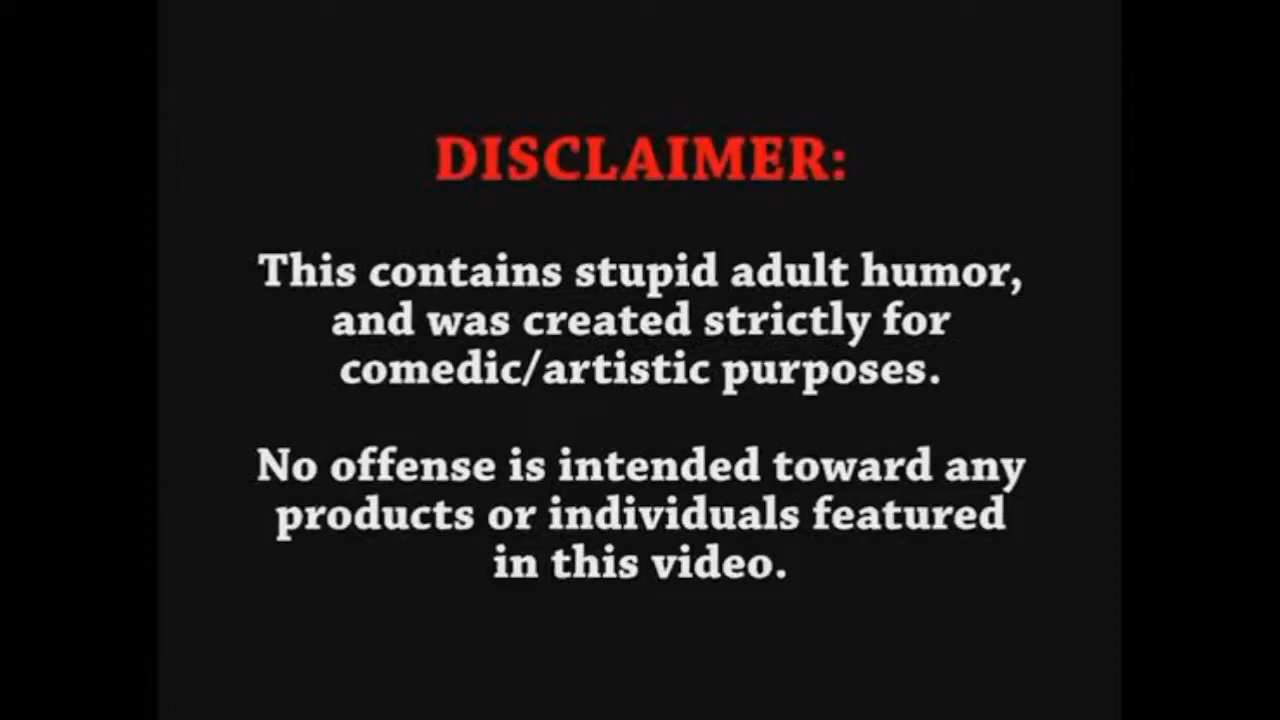 DISCLAIMER:
This contains stupid adult humor,
and was created strictly for
comedic/artistic purposes.
No offense is intended toward any
products or individuals featured
in this video.